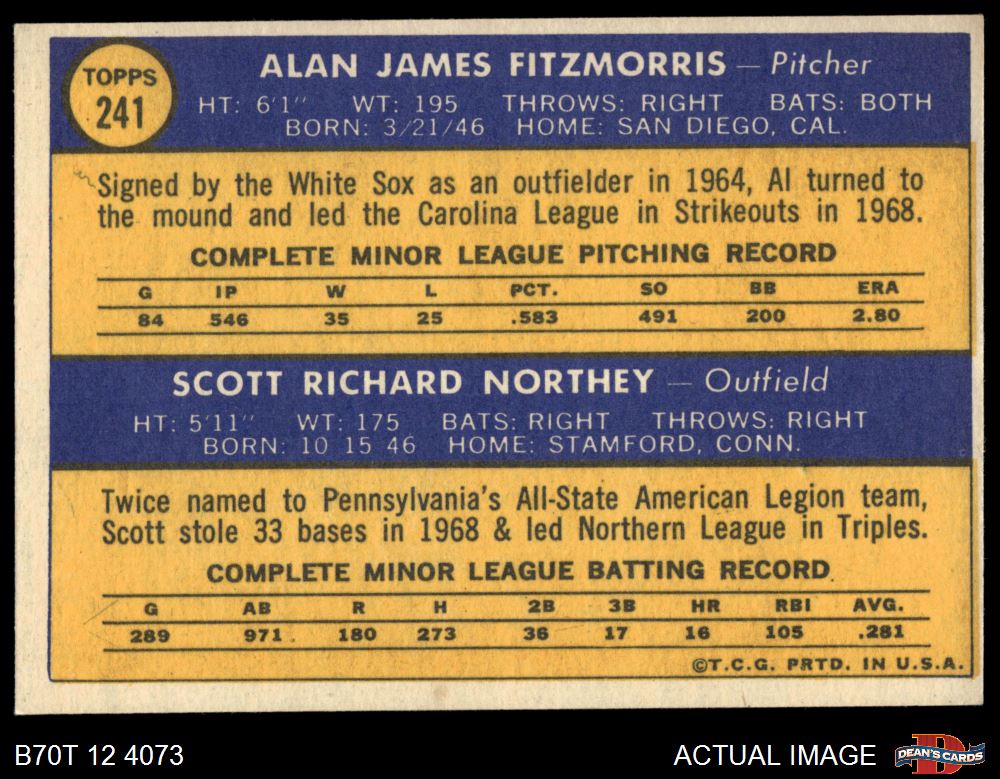 TOPPS
241
ALAN JAMES FITZMORRIS — Pitcher
HT: 6'1" WT: 195 THROWS: RIGHT BATS: BOTH
BORN: 3/21/46 HOME: SAN DIEGO, CAL.
Signed by the White Sox as an outfielder in 1964, Al turned to
the mound and led the Carolina League in Strikeouts in 1968.
COMPLETE MINOR LEAGUE PITCHING RECORD
G IP W L PCT. SO BB ERA
84 546 35 25 .583 491 200 2.80
SCOTT RICHARD NORTHEY — Outfield
HT: 5'11" WT: 175 BATS: RIGHT THROWS: RIGHT
BORN: 10 15 46 HOME: STAMFORD, CONN.
Twice named to Pennsylvania's All-State American Legion team,
Scott stole 33 bases in 1968 & led Northern League in Triples.
COMPLETE MINOR LEAGUE BATTING RECORD
G AB R H 2B 3B HR RBI AVG.
289 971 180 273 36 17 16 105 .281
©T.C.G. PRTD. IN U.S.A.
B70T 12 4073
ACTUAL IMAGE
D
DEAN'S CARDS